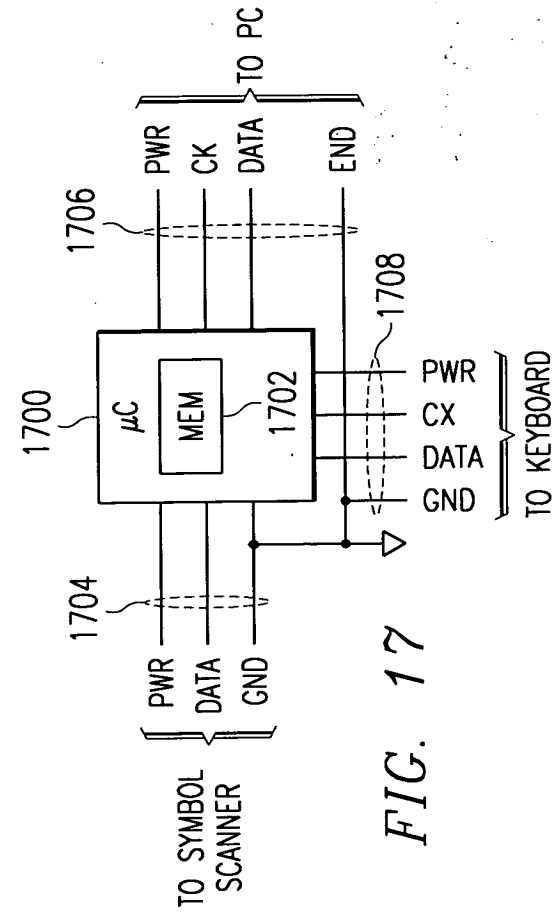 1700
μC
MEM
1702
1704
PWR
DATA
GND
TO SYMBOL
SCANNER
1706
PWR
CK
DATA
END
TO PC
1708
PWR
CX
DATA
GND
TO KEYBOARD
FIG. 17